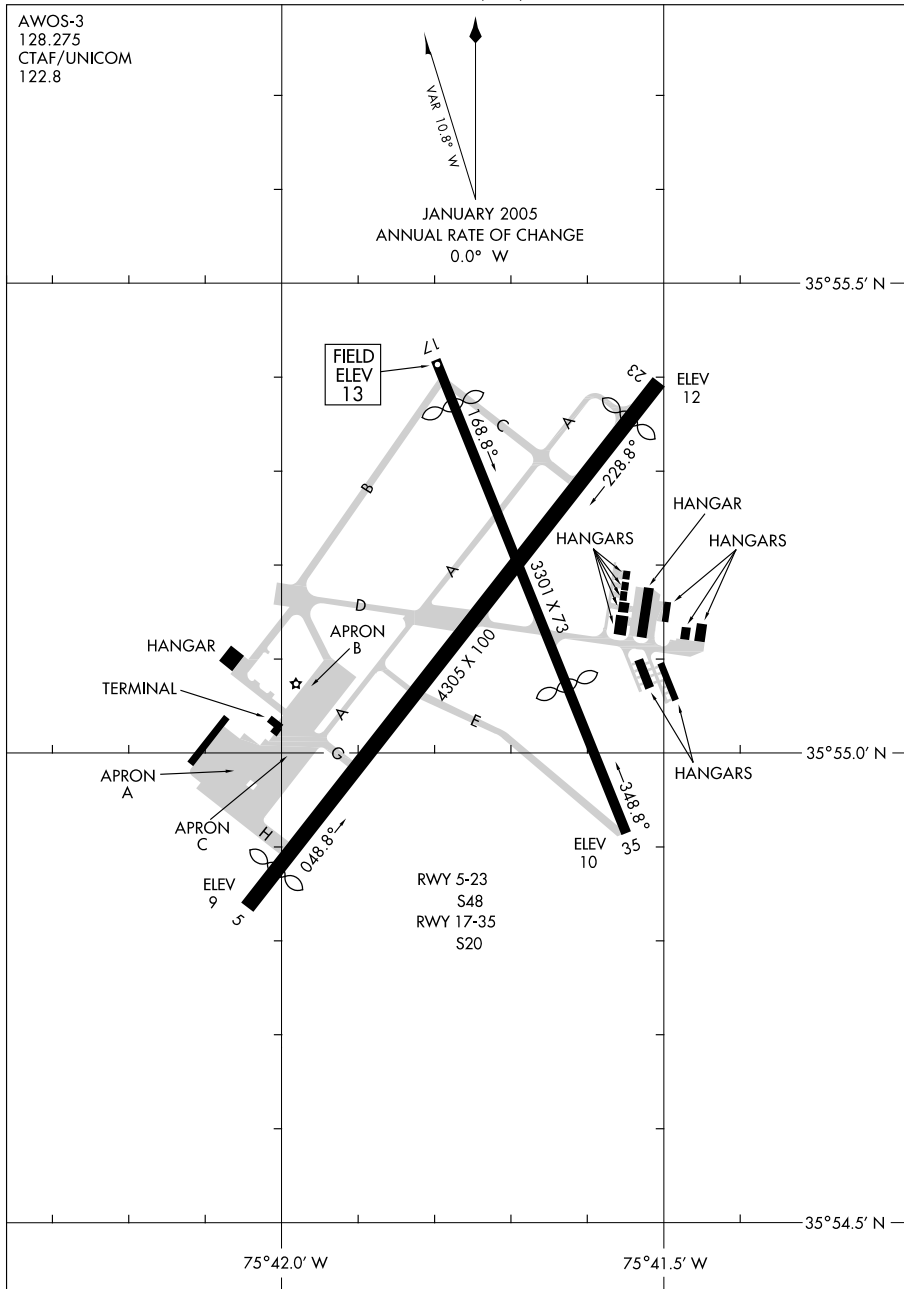 AWOS-3
128.275
CTAF/UNICOM
122.8
VAR 10.8° W
JANUARY 2005
ANNUAL RATE OF CHANGE
0.0° W
35°55.5' N
17
FIELD
ELEV
13
23
ELEV
12
168.8°
C
A
228.8°
B
HANGAR
HANGARS
HANGARS
3301 X 73
A
D
APRON
B
HANGAR
4305 X 100
TERMINAL
A
E
G
35°55.0' N
APRON
A
HANGARS
APRON
C
H
048.8°
348.8°
ELEV
10
35
ELEV
9
5
RWY 5-23
S48
RWY 17-35
S20
35°54.5' N
75°42.0' W
75°41.5' W